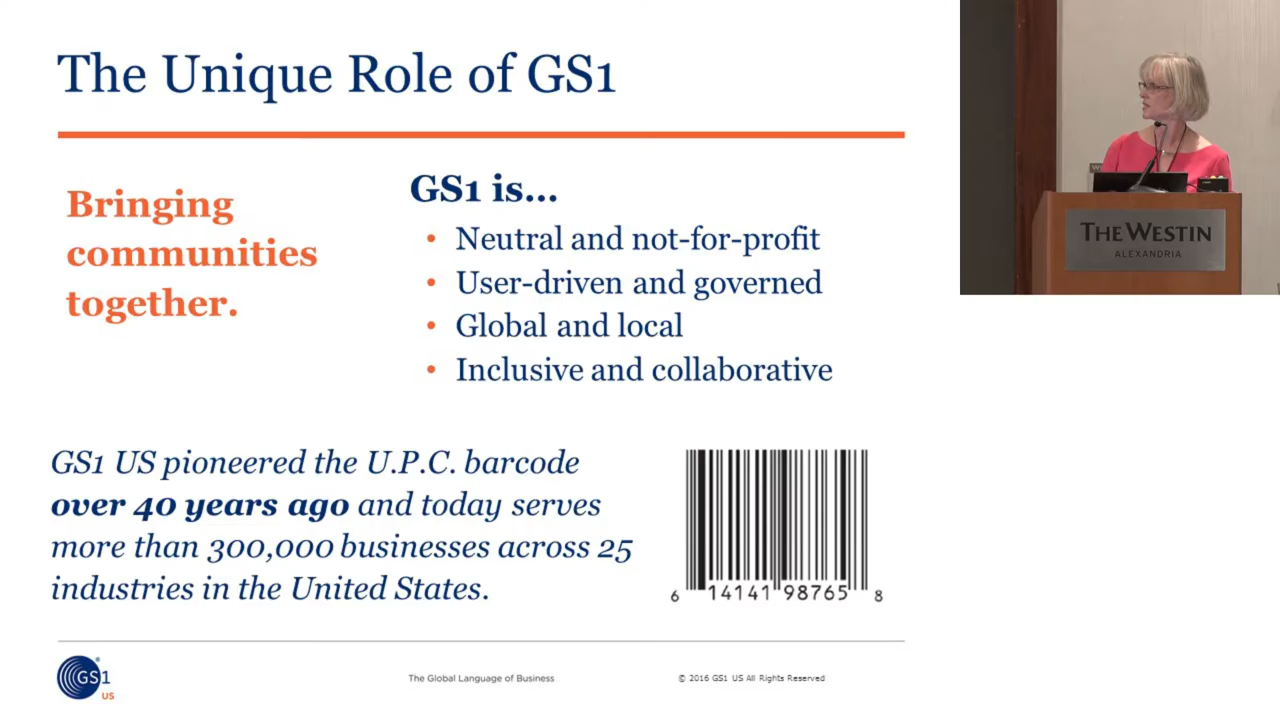 The Unique Role of GS1
Bringing
communities
together.
GS1 is...
• Neutral and not-for-profit
• User-driven and governed
• Global and local
• Inclusive and collaborative
GS1 US pioneered the U.P.C. barcode
over 40 years ago and today serves
more than 300,000 businesses across 25
industries in the United States.
6 14141 98765 8
GS1
US
The Global Language of Business
© 2016 GS1 US All Rights Reserved
THE WESTIN
ALEXANDRIA